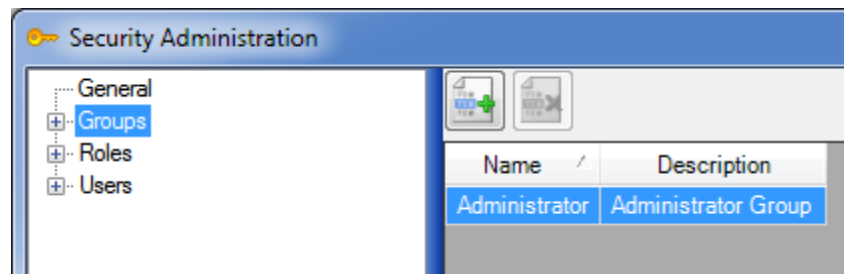 Security Administration
General
Groups
Roles
Users
Name Description
Administrator Administrator Group